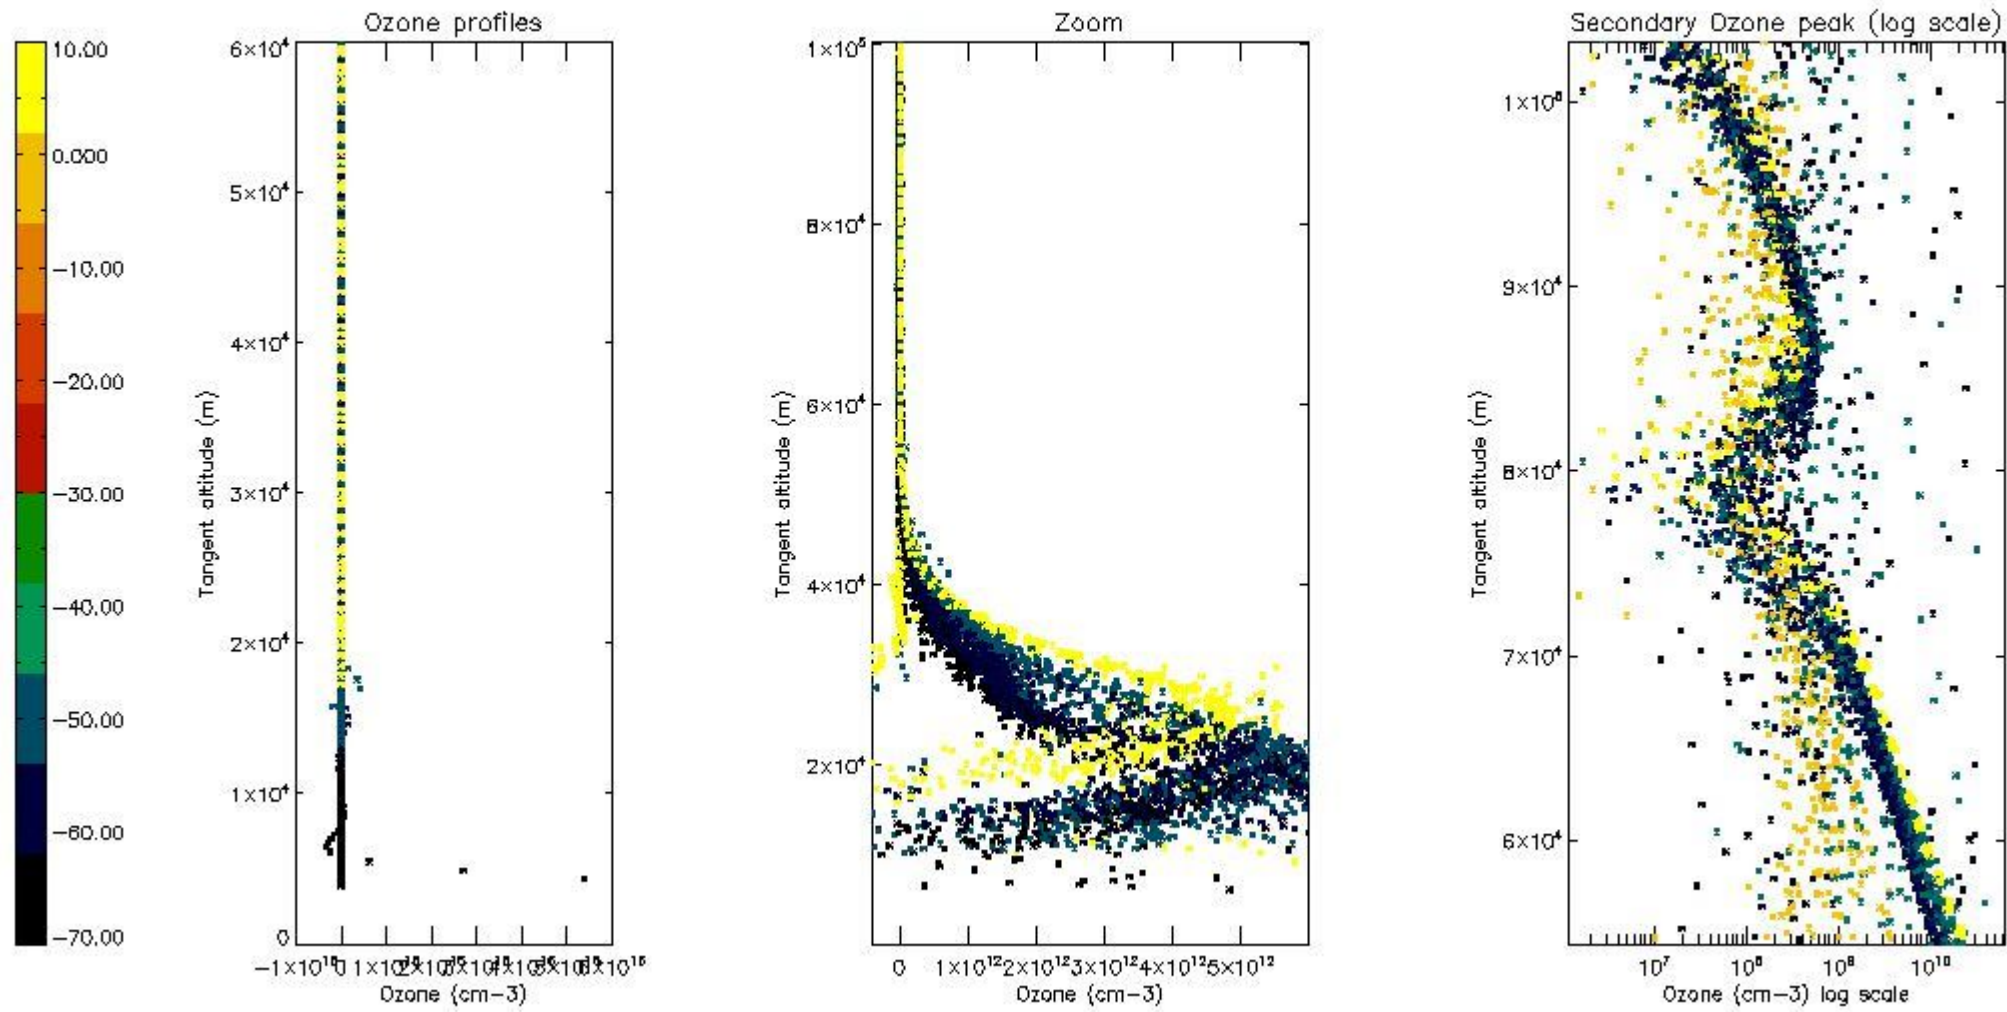 Ozone profiles
Zoom
Secondary Ozone peak (log scale)
10.00
0.000
−10.00
−20.00
−30.00
−40.00
−50.00
−60.00
−70.00
6×10⁴
5×10⁴
4×10⁴
3×10⁴
2×10⁴
1×10⁴
0
Tangent altitude (m)
Ozone (cm−3)
1×10⁵
8×10⁴
6×10⁴
4×10⁴
2×10⁴
Tangent altitude (m)
0 1×10¹² 2×10¹² 3×10¹² 4×10¹² 5×10¹²
Ozone (cm−3)
1×10⁵
9×10⁴
8×10⁴
7×10⁴
6×10⁴
Tangent altitude (m)
10⁷ 10⁸ 10⁹ 10¹⁰
Ozone (cm−3) log scale